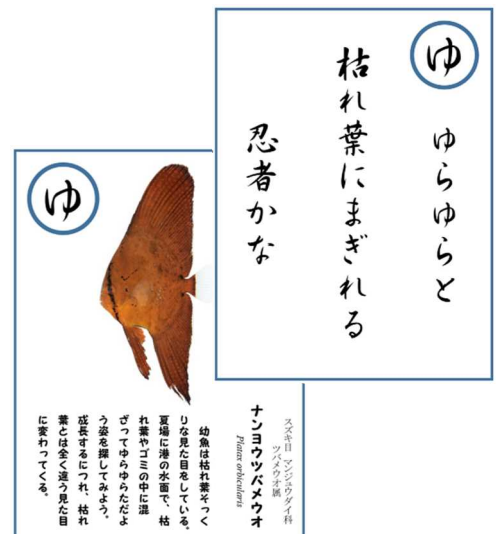 ゆ
ゆらゆらと
枯れ葉にまぎれる
忍者かな
ゆ
スズキ目 マンジュウダイ科
ツバメウオ属
ナンヨウツバメウオ
Platax orbicularis
幼魚は枯れ葉そっく
りな見た目をしている。
夏場に港の水面で、枯
れ葉やゴミの中に混
ざってゆらゆらただよ
う姿を探してみよう。
成長するにつれ、枯れ
葉とは全く違う見た目
に変わってくる。